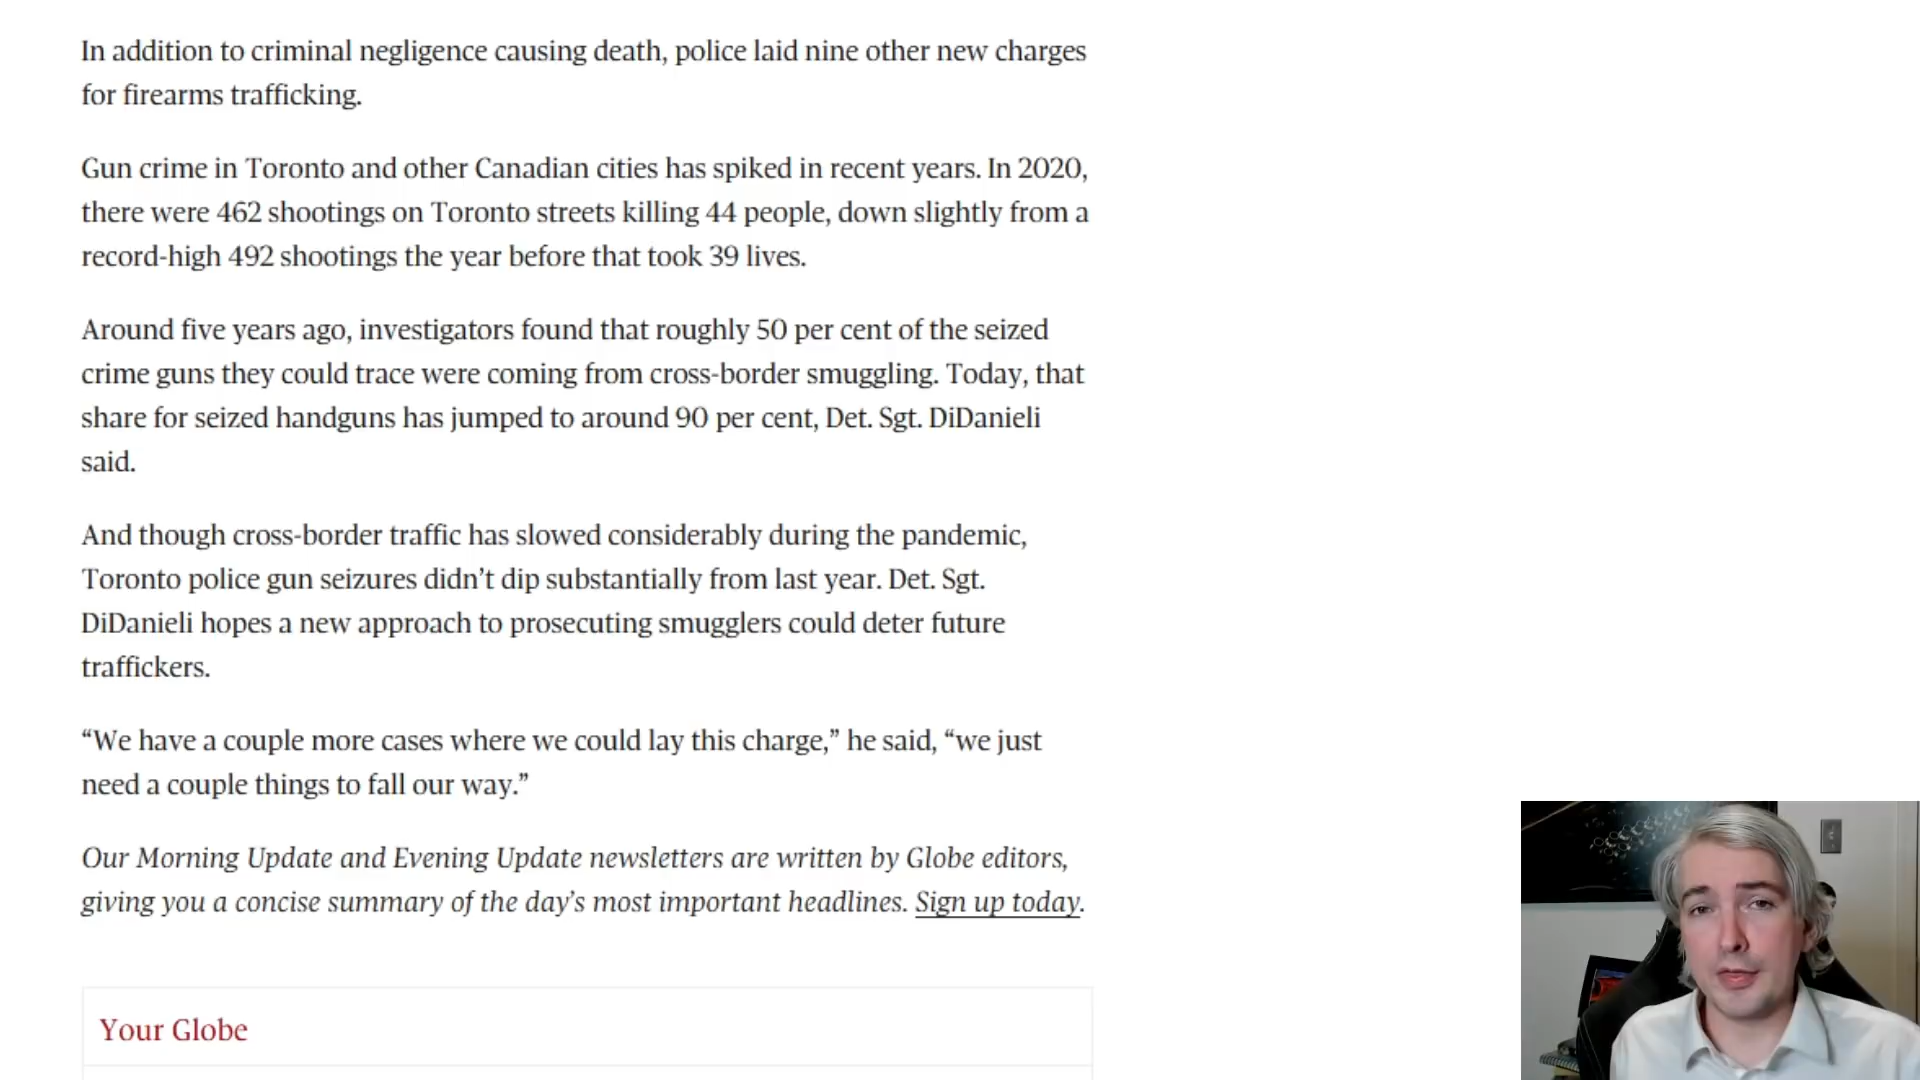 In addition to criminal negligence causing death, police laid nine other new charges
for firearms trafficking.
Gun crime in Toronto and other Canadian cities has spiked in recent years. In 2020,
there were 462 shootings on Toronto streets killing 44 people, down slightly from a
record-high 492 shootings the year before that took 39 lives.
Around five years ago, investigators found that roughly 50 per cent of the seized
crime guns they could trace were coming from cross-border smuggling. Today, that
share for seized handguns has jumped to around 90 per cent, Det. Sgt. DiDanieli
said.
And though cross-border traffic has slowed considerably during the pandemic,
Toronto police gun seizures didn’t dip substantially from last year. Det. Sgt.
DiDanieli hopes a new approach to prosecuting smugglers could deter future
traffickers.
“We have a couple more cases where we could lay this charge,” he said, “we just
need a couple things to fall our way.”
Our Morning Update and Evening Update newsletters are written by Globe editors,
giving you a concise summary of the day’s most important headlines. Sign up today.
Your Globe